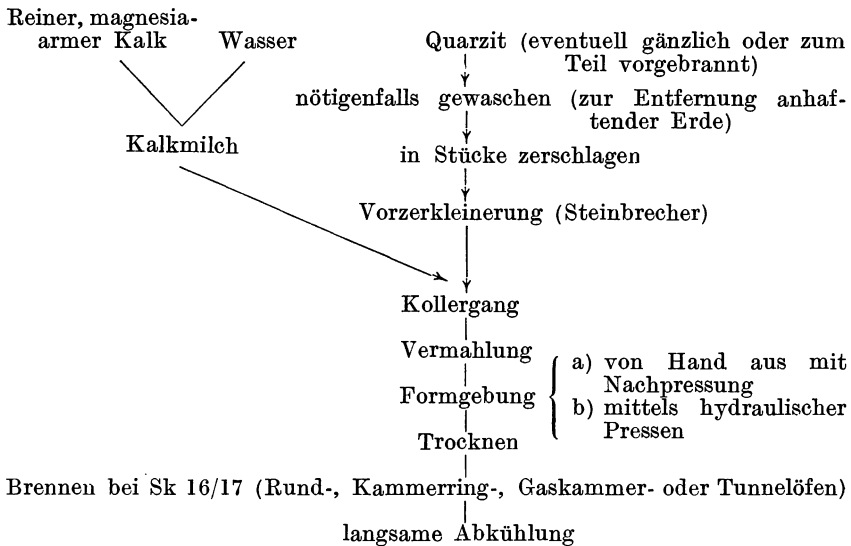 Reiner, magnesia-
armer Kalk Wasser
Quarzit (eventuell gänzlich oder zum
Teil vorgebrannt)
nötigenfalls gewaschen (zur Entfernung anhaf-
tender Erde)
Kalkmilch
in Stücke zerschlagen
Vorzerkleinerung (Steinbrecher)
Kollergang
Vermahlung
Formgebung
a) von Hand aus mit
Nachpressung
b) mittels hydraulischer
Pressen
Trocknen
Brennen bei Sk 16/17 (Rund-, Kammerring-, Gaskammer- oder Tunnelöfen)
langsame Abkühlung